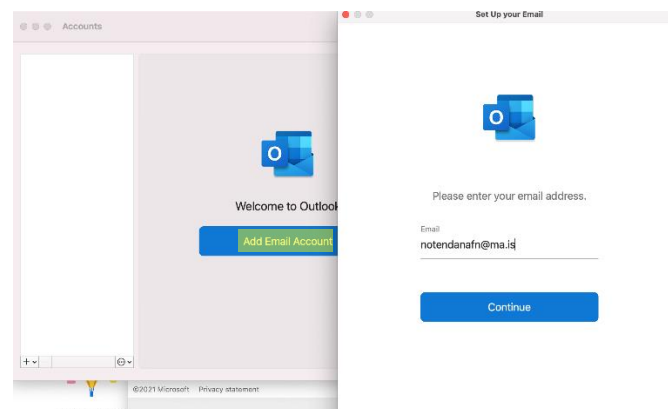 Accounts
Welcome to Outlook
Add Email Account
©2021 Microsoft Privacy statement
Set Up your Email
Please enter your email address.
Email
notendanafn@ma.is
Continue